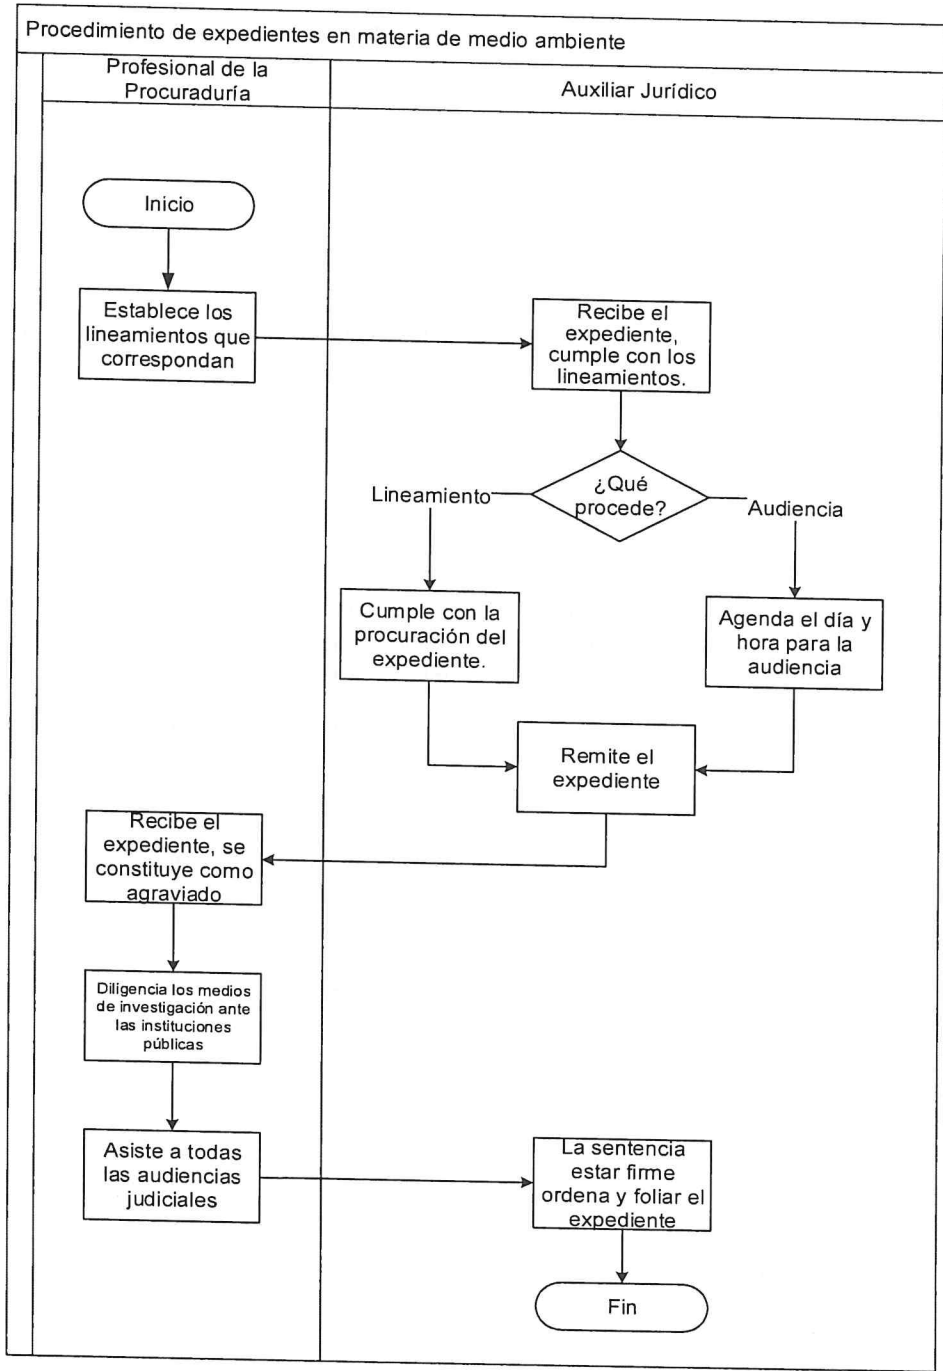 Procedimiento de expedientes en materia de medio ambiente
Profesional de la
Procuraduría
Auxiliar Jurídico
Inicio
Establece los
lineamientos que
correspondan
Recibe el
expediente,
cumple con los
lineamientos.
¿Qué
procede?
Lineamiento
Audiencia
Cumple con la
procuración del
expediente.
Agenda el día y
hora para la
audiencia
Remite el
expediente
Recibe el
expediente, se
constituye como
agraviado
Diligencia los medios
de investigación ante
las instituciones
públicas
Asiste a todas
las audiencias
judiciales
La sentencia
estar firme
ordena y foliar el
expediente
Fin